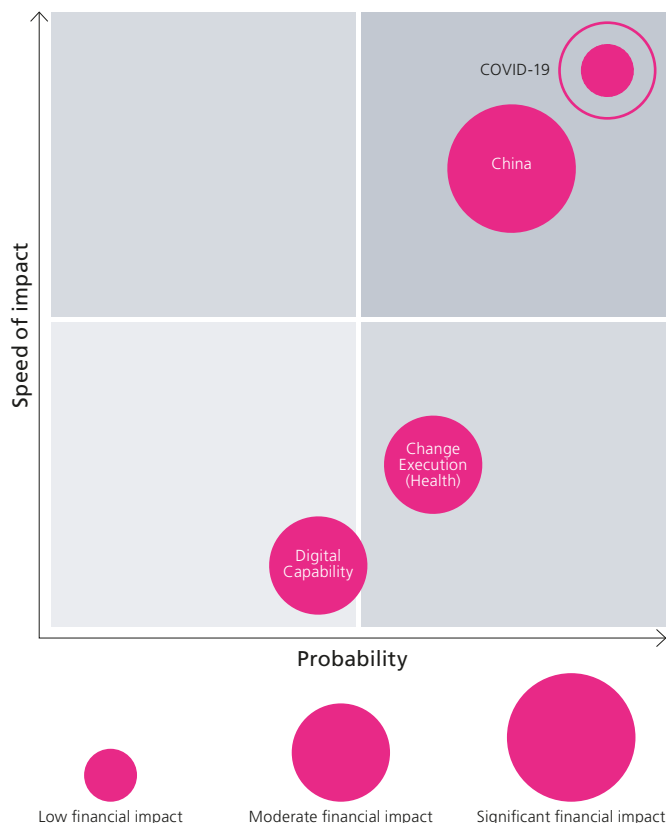 COVID-19
China
Speed of impact
Change
Execution
(Health)
Digital
Capability
Probability
Low financial impact
Moderate financial impact
Significant financial impact